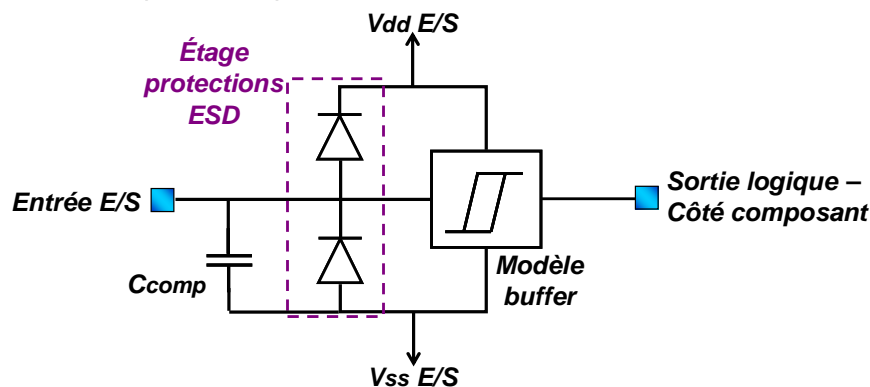 Vdd E/S
Étage
protections
ESD
Entrée E/S
Sortie logique –
Côté composant
Ccomp
Modèle
buffer
Vss E/S